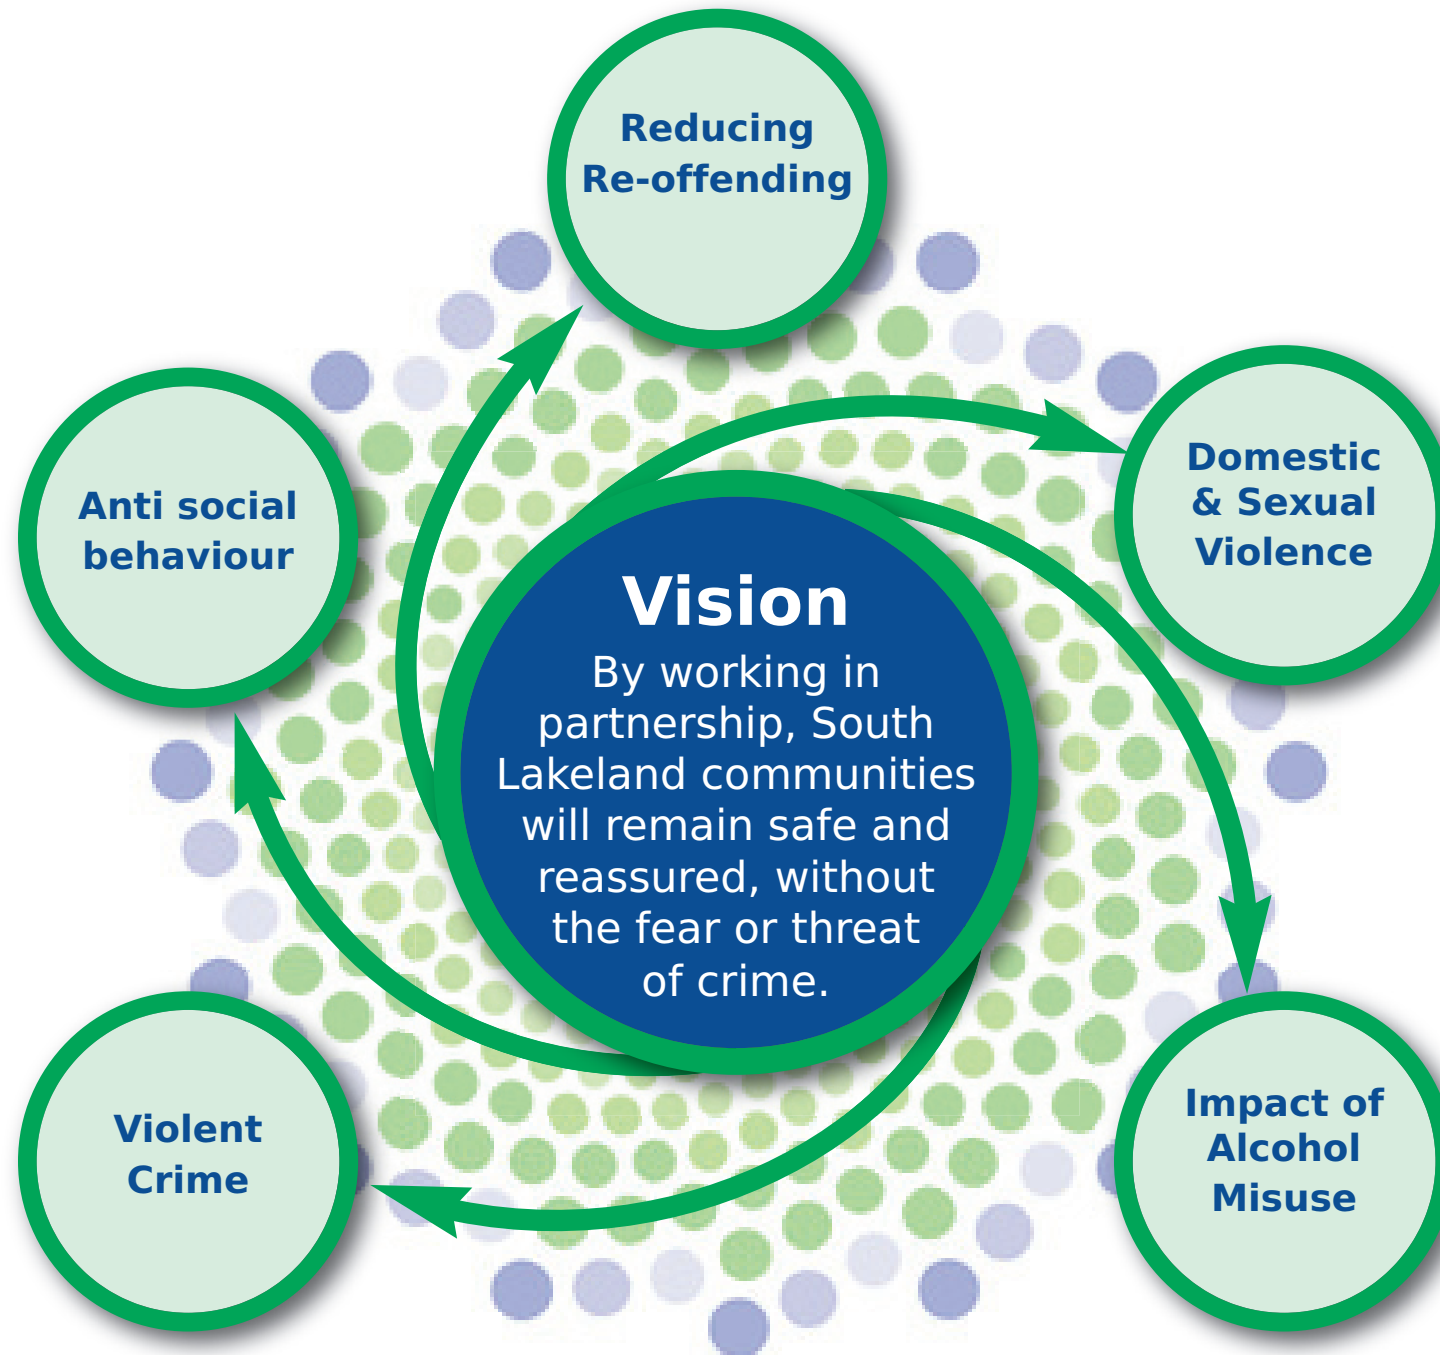 Reducing
Re-offending
Domestic
& Sexual
Violence
Anti social
behaviour
Vision
By working in
partnership, South
Lakeland communities
will remain safe and
reassured, without
the fear or threat
of crime.
Violent
Crime
Impact of
Alcohol
Misuse